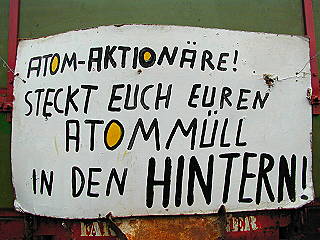 ATOM-AKTIONÄRE!
STECKT EUCH EUREN
ATOMMÜLL
IN DEN HINTERN!